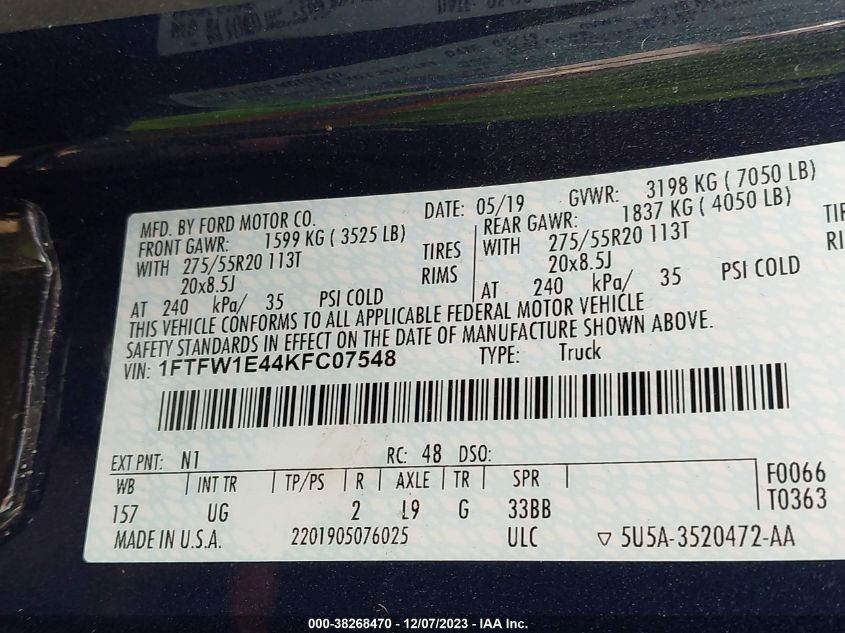 MFD. BY FORD MOTOR CO. DATE: 05/19 GVWR: 3198 KG ( 7050 LB)
FRONT GAWR: 1599 KG ( 3525 LB) REAR GAWR: 1837 KG ( 4050 LB)
WITH 275/55R20 113T TIRES WITH 275/55R20 113T
20x8.5J RIMS 20x8.5J
AT 240 kPa/ 35 PSI COLD AT 240 kPa/ 35 PSI COLD
THIS VEHICLE CONFORMS TO ALL APPLICABLE FEDERAL MOTOR VEHICLE
SAFETY STANDARDS IN EFFECT ON THE DATE OF MANUFACTURE SHOWN ABOVE.
VIN: 1FTFW1E44KFC07548 TYPE: Truck
EXT PNT: N1 RC: 48 DSO:
WB INT TR TP/PS R AXLE TR SPR F0066
157 UG 2 L9 G 33BB T0363
MADE IN U.S.A. 2201905076025 ULC ▽ 5U5A-3520472-AA
000-38268470 – 12/07/2023 – IAA Inc.